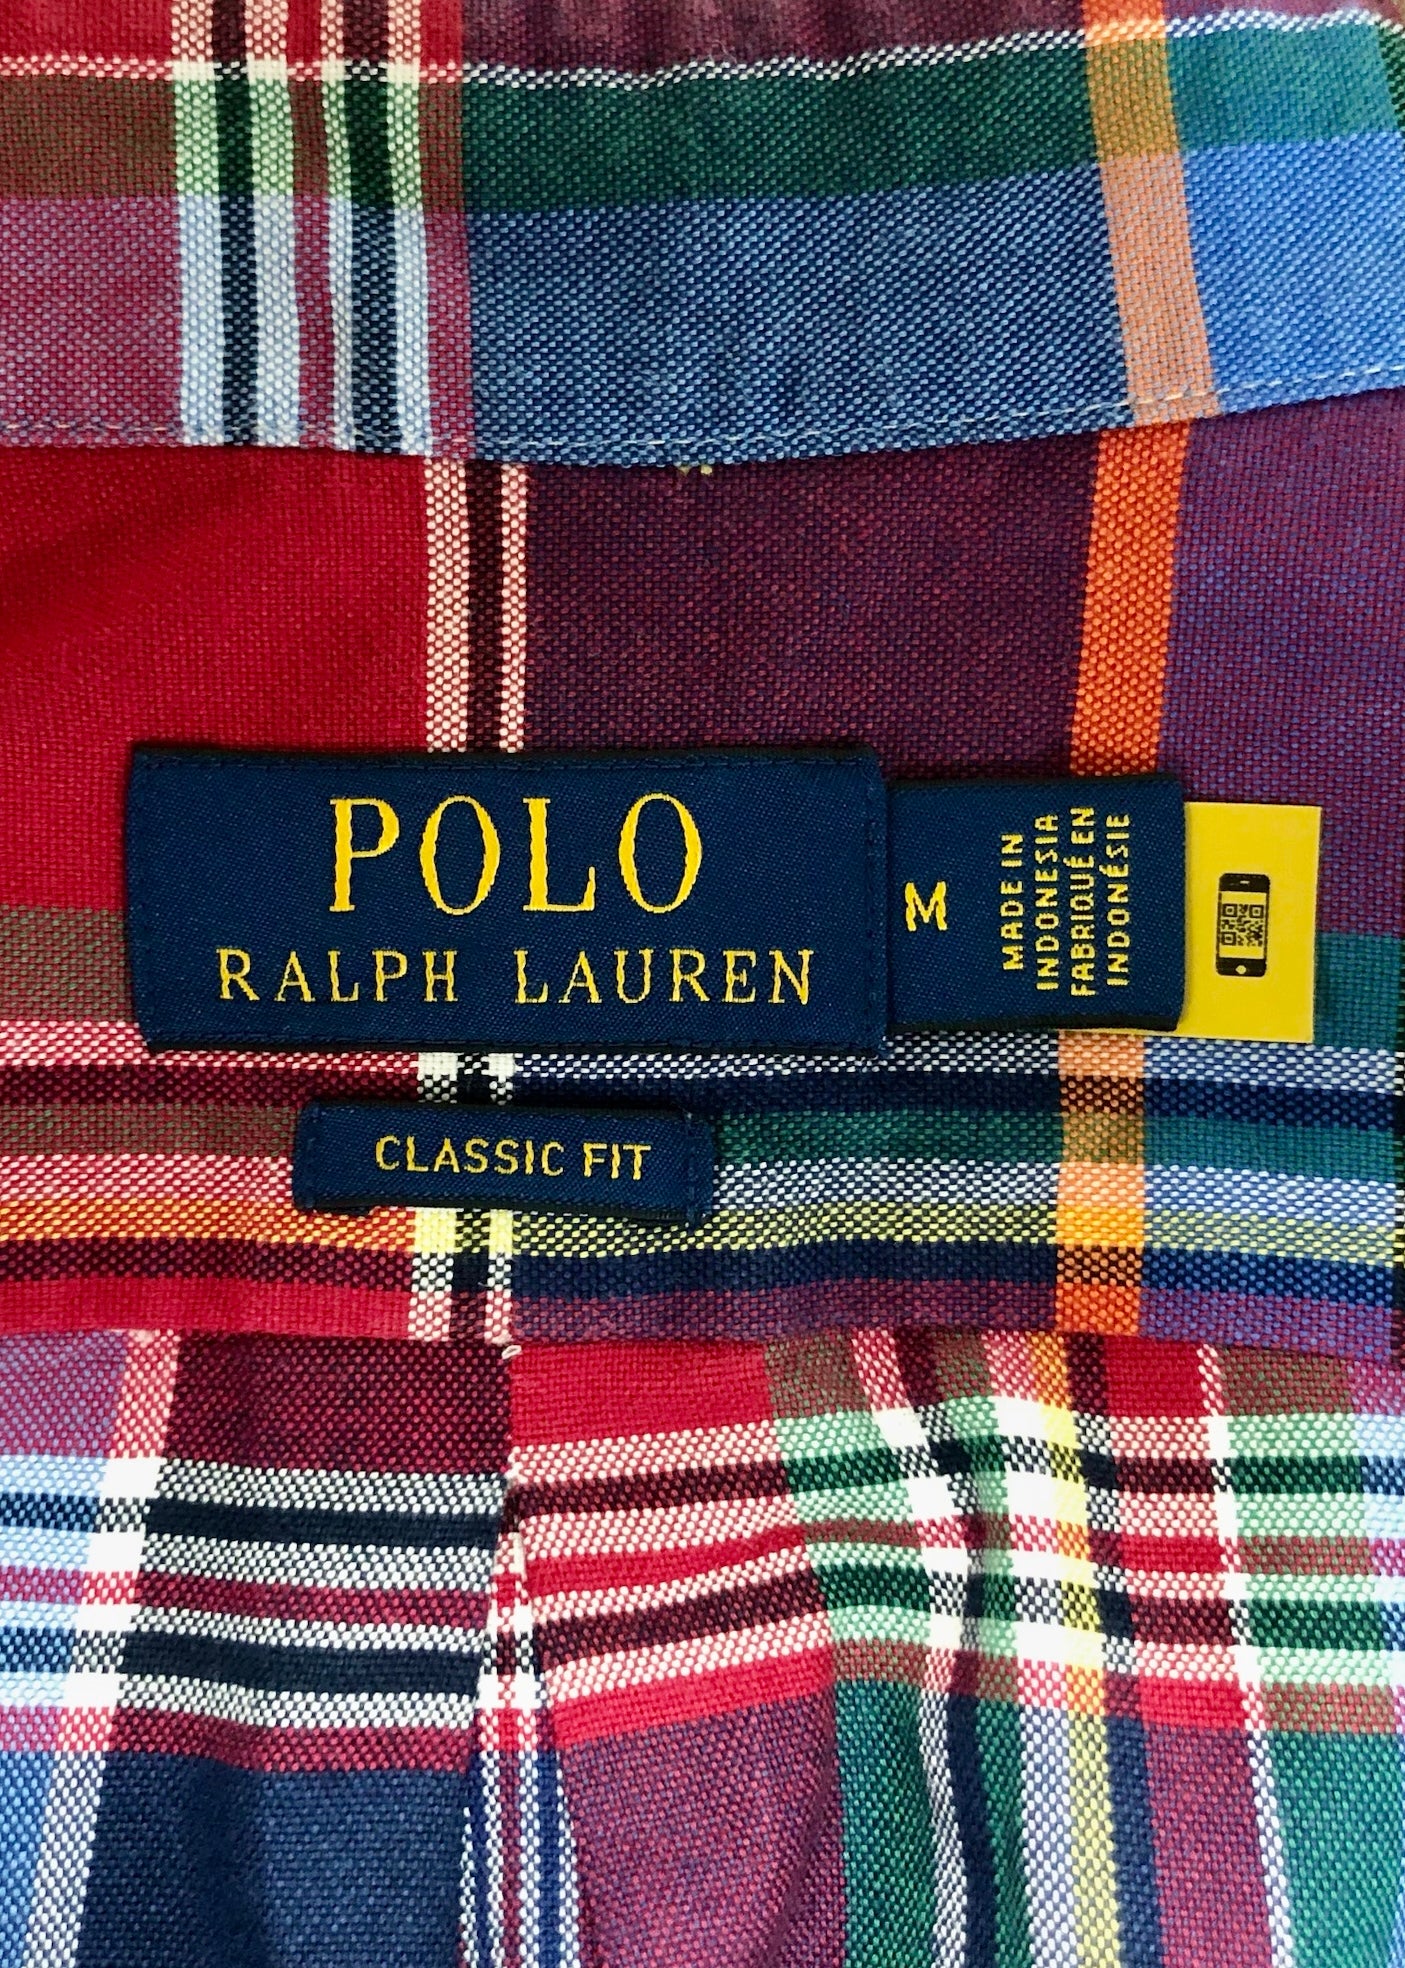 POLO
RALPH LAUREN
M
MADE IN
INDONESIA
FABRIQUÉ EN
INDONÉSIE
CLASSIC FIT